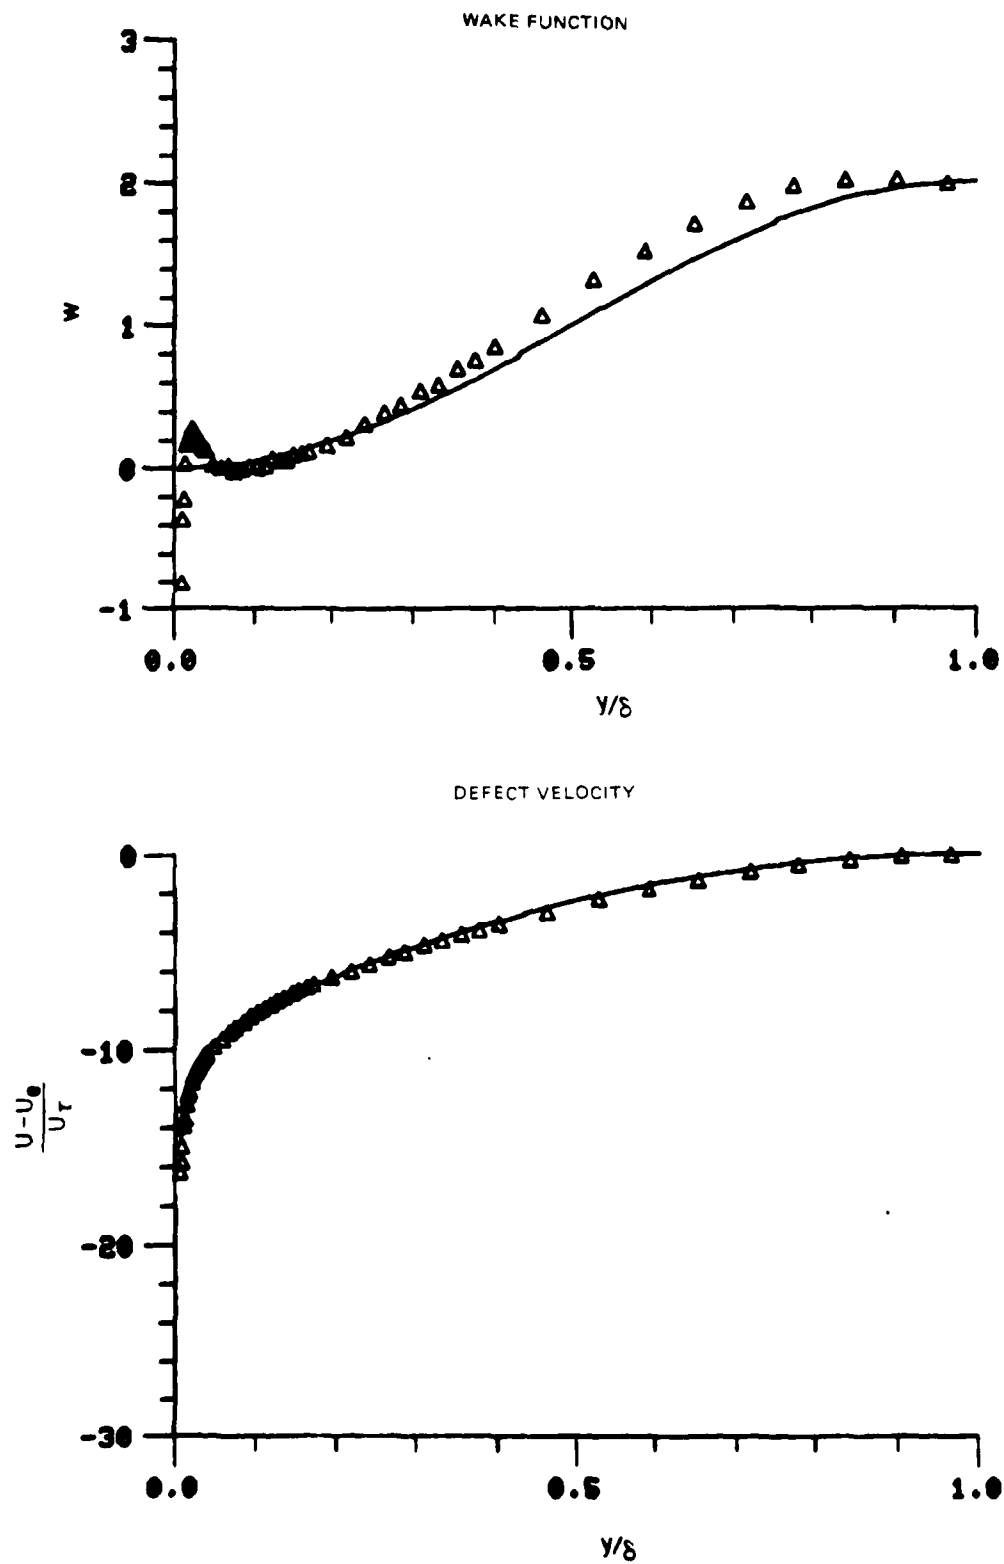 WAKE FUNCTION
3
2
1
0
-1
W
0.0 0.5 1.0
y/δ
DEFECT VELOCITY
0
-10
-20
-30
U-Ue
Uτ
0.0 0.5 1.0
y/δ